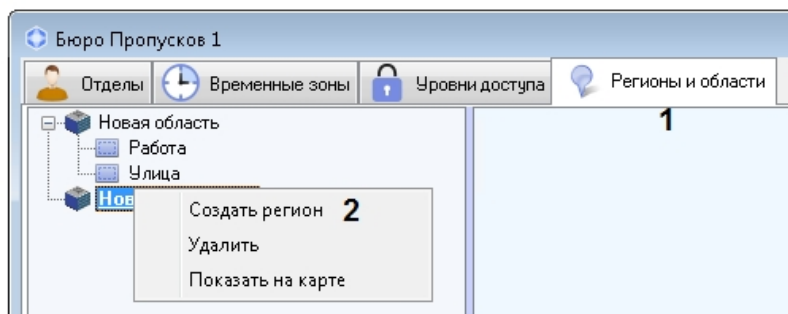 Бюро Пропусков 1
Отделы Временные зоны Уровни доступа Регионы и области
1
Новая область
Работа
Улица
Нов
Создать регион 2
Удалить
Показать на карте